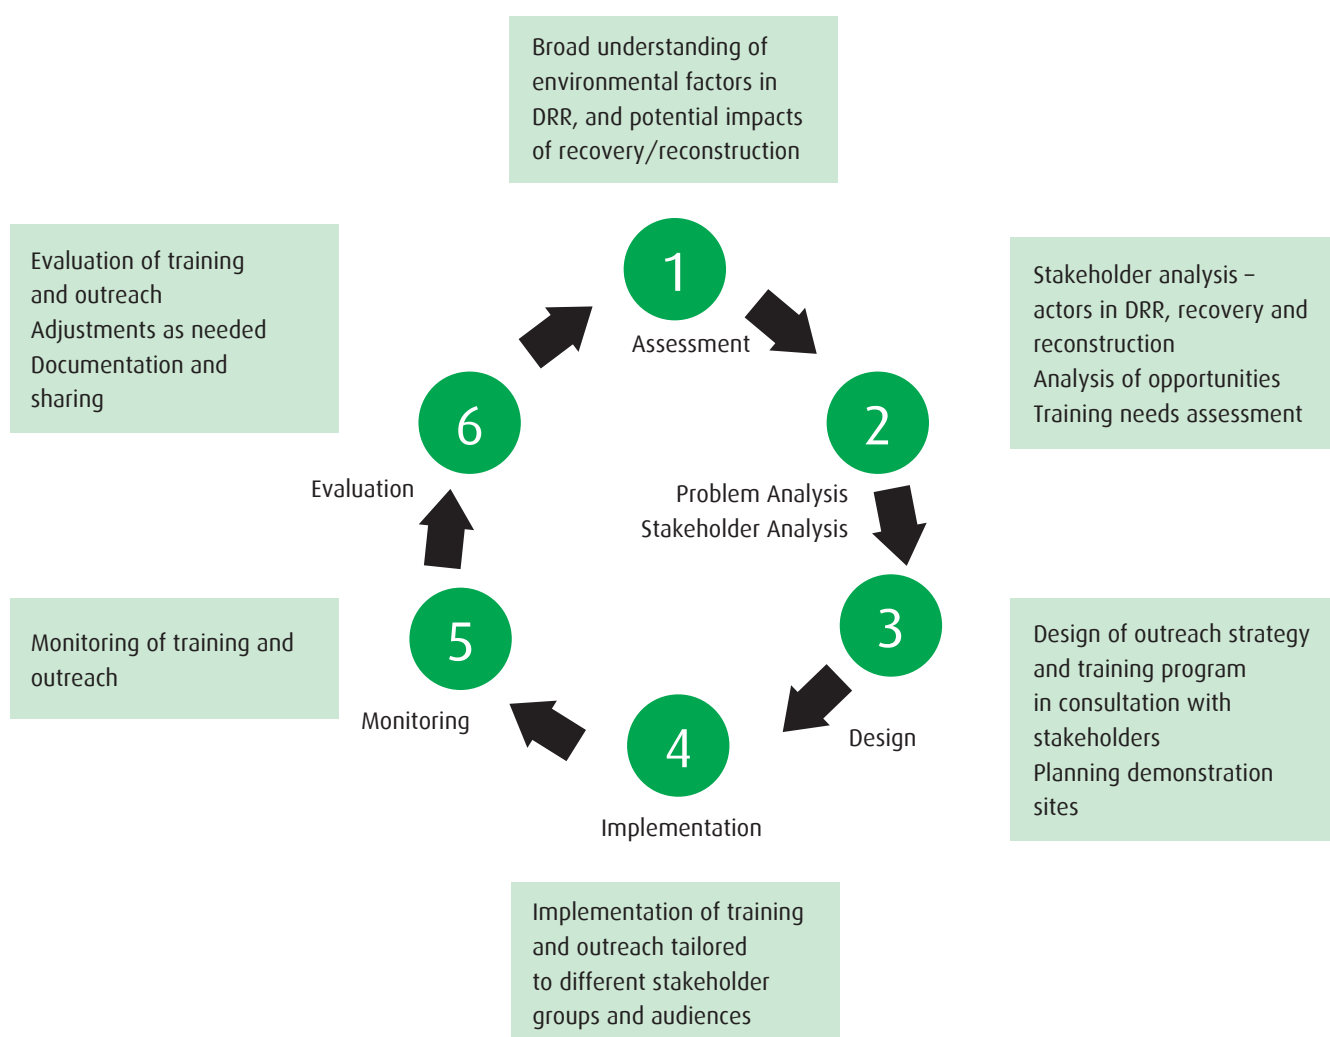 Broad understanding of
environmental factors in
DRR, and potential impacts
of recovery/reconstruction
1
Assessment
Stakeholder analysis –
actors in DRR, recovery and
reconstruction
Analysis of opportunities
Training needs assessment
2
Problem Analysis
Stakeholder Analysis
Design of outreach strategy
and training program
in consultation with
stakeholders
Planning demonstration
sites
3
Design
4
Implementation
Implementation of training
and outreach tailored
to different stakeholder
groups and audiences
Monitoring of training and
outreach
5
Monitoring
Evaluation of training
and outreach
Adjustments as needed
Documentation and
sharing
6
Evaluation